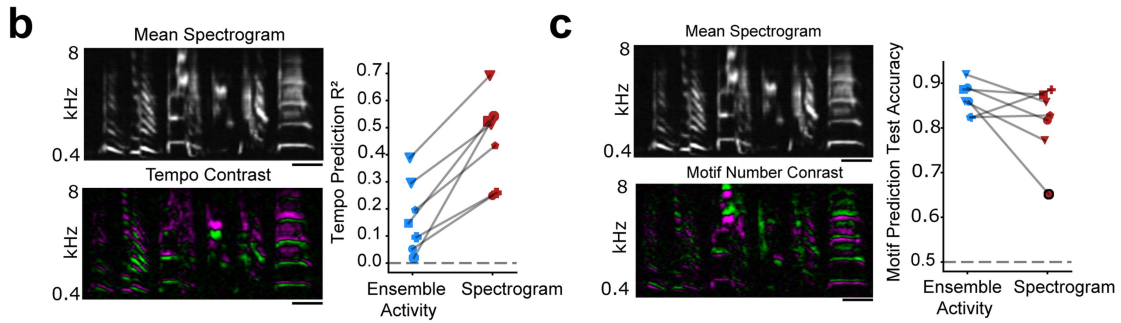 b
Mean Spectrogram
8
kHz
0.4
Tempo Contrast
8
kHz
0.4
Tempo Prediction R²
0.7
0.6
0.5
0.4
0.3
0.2
0.1
0.0
Ensemble Activity
Spectrogram
c
Mean Spectrogram
8
kHz
0.4
Motif Number Conrast
8
kHz
0.4
Motif Prediction Test Accuracy
0.9
0.8
0.7
0.6
0.5
Ensemble Activity
Spectrogram